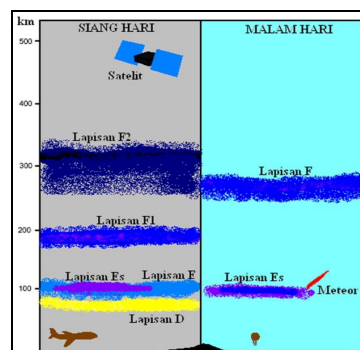 km
SIANG HARI
MALAM HARI
500
Satelit
400
Lapisan F2
300
Lapisan F
Lapisan F1
200
Lapisan Es
Lapisan E
Lapisan Es
100
Meteor
Lapisan D